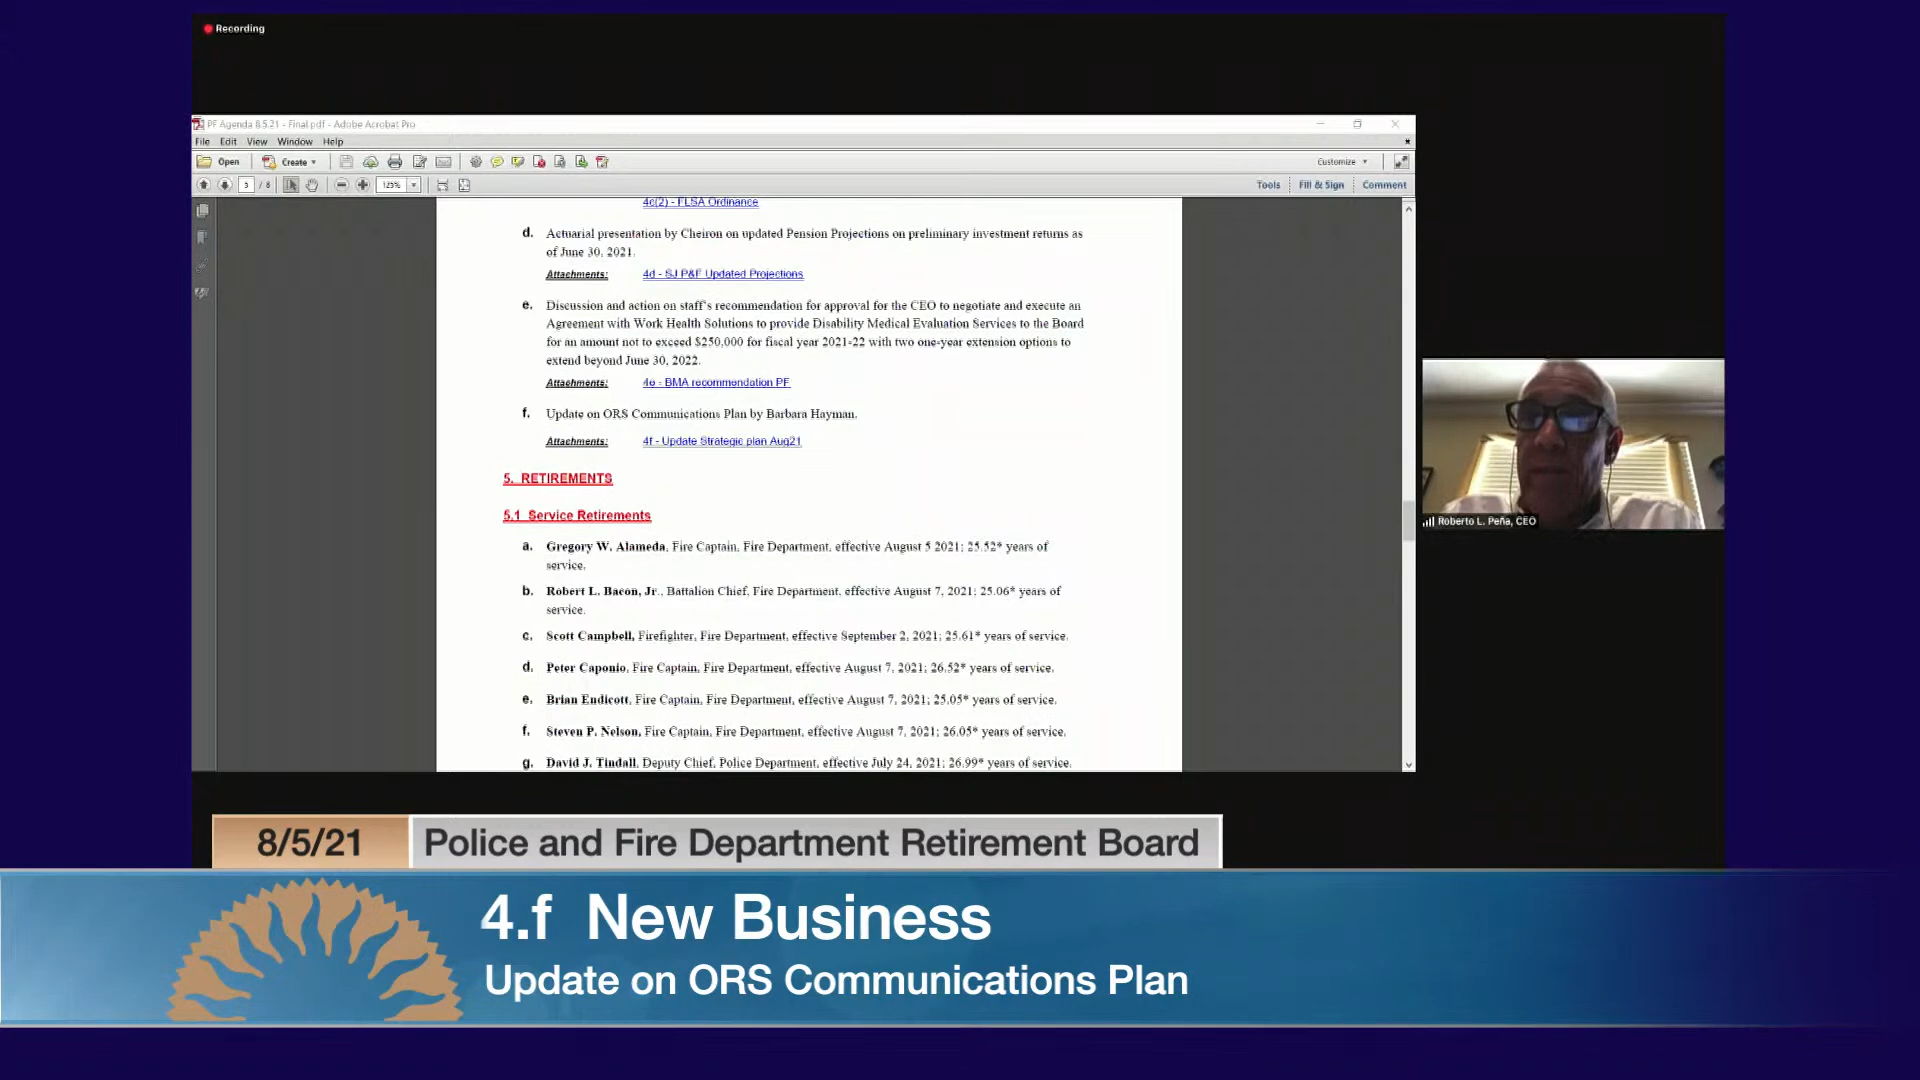 Recording
PF Agenda 8.5.21 - Final.pdf - Adobe Acrobat Pro
File Edit View Window Help
Open Create Customize
3 / 8 123% Tools Fill & Sign Comment
4c(2) - FLSA Ordinance
d. Actuarial presentation by Cheiron on updated Pension Projections on preliminary investment returns as
of June 30, 2021.
Attachments: 4d - SJ P&F Updated Projections
e. Discussion and action on staff's recommendation for approval for the CEO to negotiate and execute an
Agreement with Work Health Solutions to provide Disability Medical Evaluation Services to the Board
for an amount not to exceed $250,000 for fiscal year 2021-22 with two one-year extension options to
extend beyond June 30, 2022.
Attachments: 4e - BMA recommendation PF
f. Update on ORS Communications Plan by Barbara Hayman.
Attachments: 4f - Update Strategic plan Aug21
5. RETIREMENTS
5.1 Service Retirements
a. Gregory W. Alameda, Fire Captain, Fire Department, effective August 5 2021; 25.52* years of
service.
b. Robert L. Bacon, Jr., Battalion Chief, Fire Department, effective August 7, 2021; 25.06* years of
service.
c. Scott Campbell, Firefighter, Fire Department, effective September 2, 2021; 25.61* years of service.
d. Peter Caponio, Fire Captain, Fire Department, effective August 7, 2021; 26.52* years of service.
e. Brian Endicott, Fire Captain, Fire Department, effective August 7, 2021; 25.05* years of service.
f. Steven P. Nelson, Fire Captain, Fire Department, effective August 7, 2021; 26.05* years of service.
g. David J. Tindall, Deputy Chief, Police Department, effective July 24, 2021; 26.99* years of service.
Roberto L. Peña, CEO
8/5/21 Police and Fire Department Retirement Board
4.f New Business
Update on ORS Communications Plan